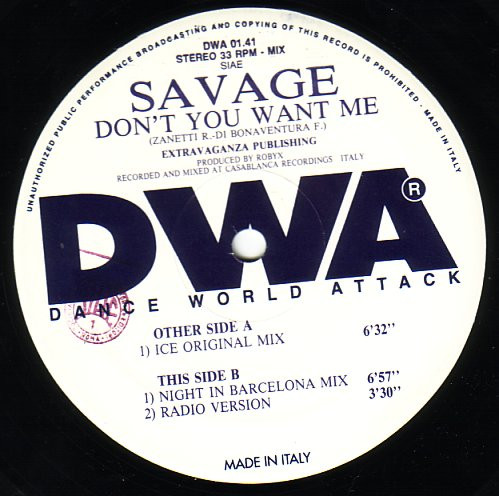 UNAUTHORIZED PUBLIC PERFORMANCE BROADCASTING AND COPYING OF THIS RECORD IS PROHIBITED - MADE IN ITALY
DWA 01.41
STEREO 33 RPM - MIX
SIAE
SAVAGE
DON'T YOU WANT ME
(ZANETTI R.-DI BONAVENTURA F.)
EXTRAVAGANZA PUBLISHING
PRODUCED BY ROBYX
RECORDED AND MIXED AT CASABLANCA RECORDINGS ITALY
DWA®
DANCE WORLD ATTACK
OTHER SIDE A
1) ICE ORIGINAL MIX 6'32''
THIS SIDE B
1) NIGHT IN BARCELONA MIX 6'57''
2) RADIO VERSION 3'30''
MADE IN ITALY